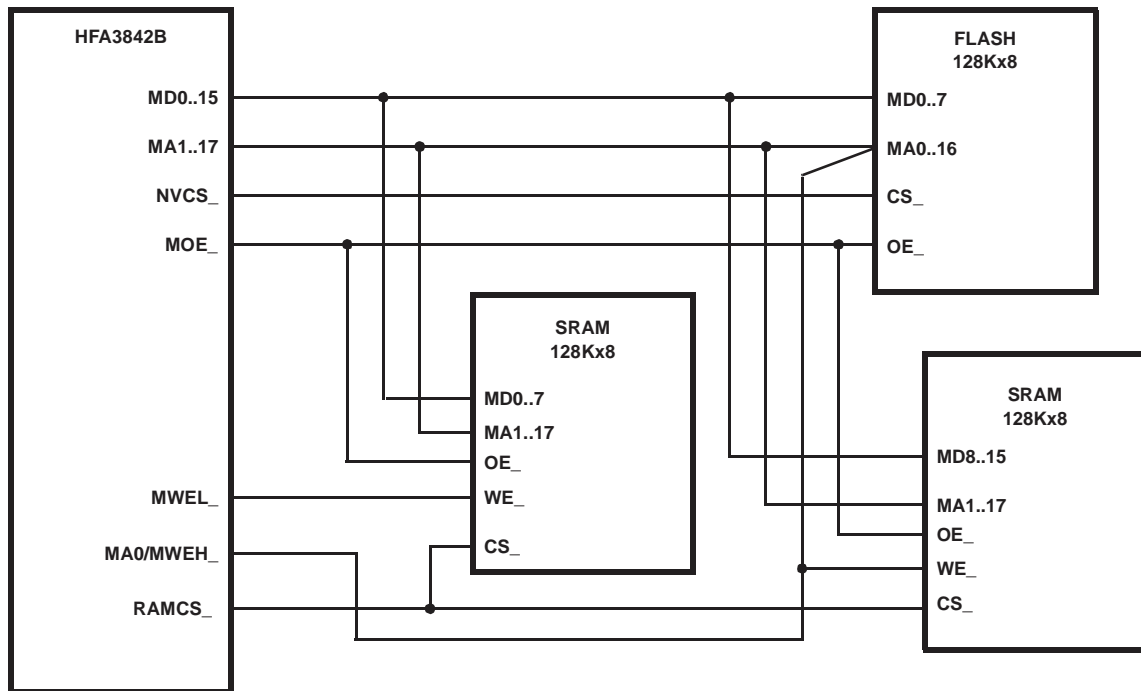 HFA3842B
MD0..15
MA1..17
NVCS_
MOE_
MWEL_
MA0/MWEH_
RAMCS_
FLASH
128Kx8
MD0..7
MA0..16
CS_
OE_
SRAM
128Kx8
MD0..7
MA1..17
OE_
WE_
CS_
SRAM
128Kx8
MD8..15
MA1..17
OE_
WE_
CS_